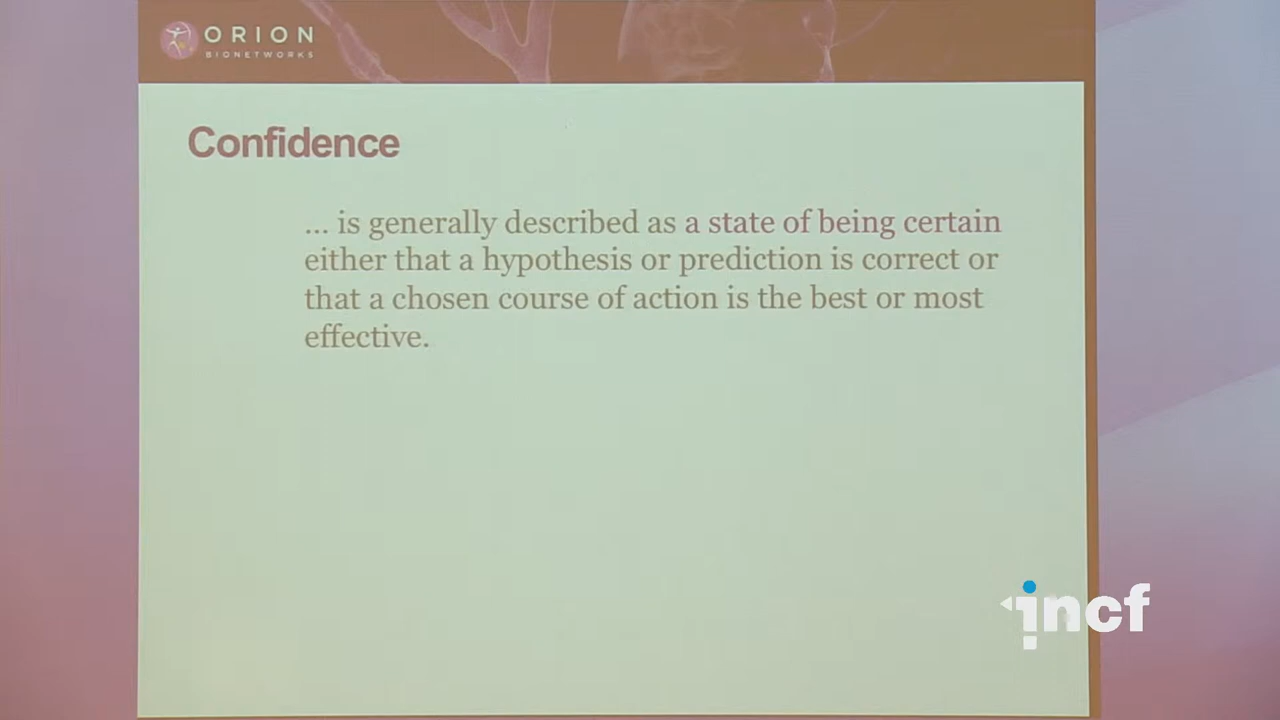 ORION
BIONETWORKS
Confidence
... is generally described as a state of being certain
either that a hypothesis or prediction is correct or
that a chosen course of action is the best or most
effective.
incf